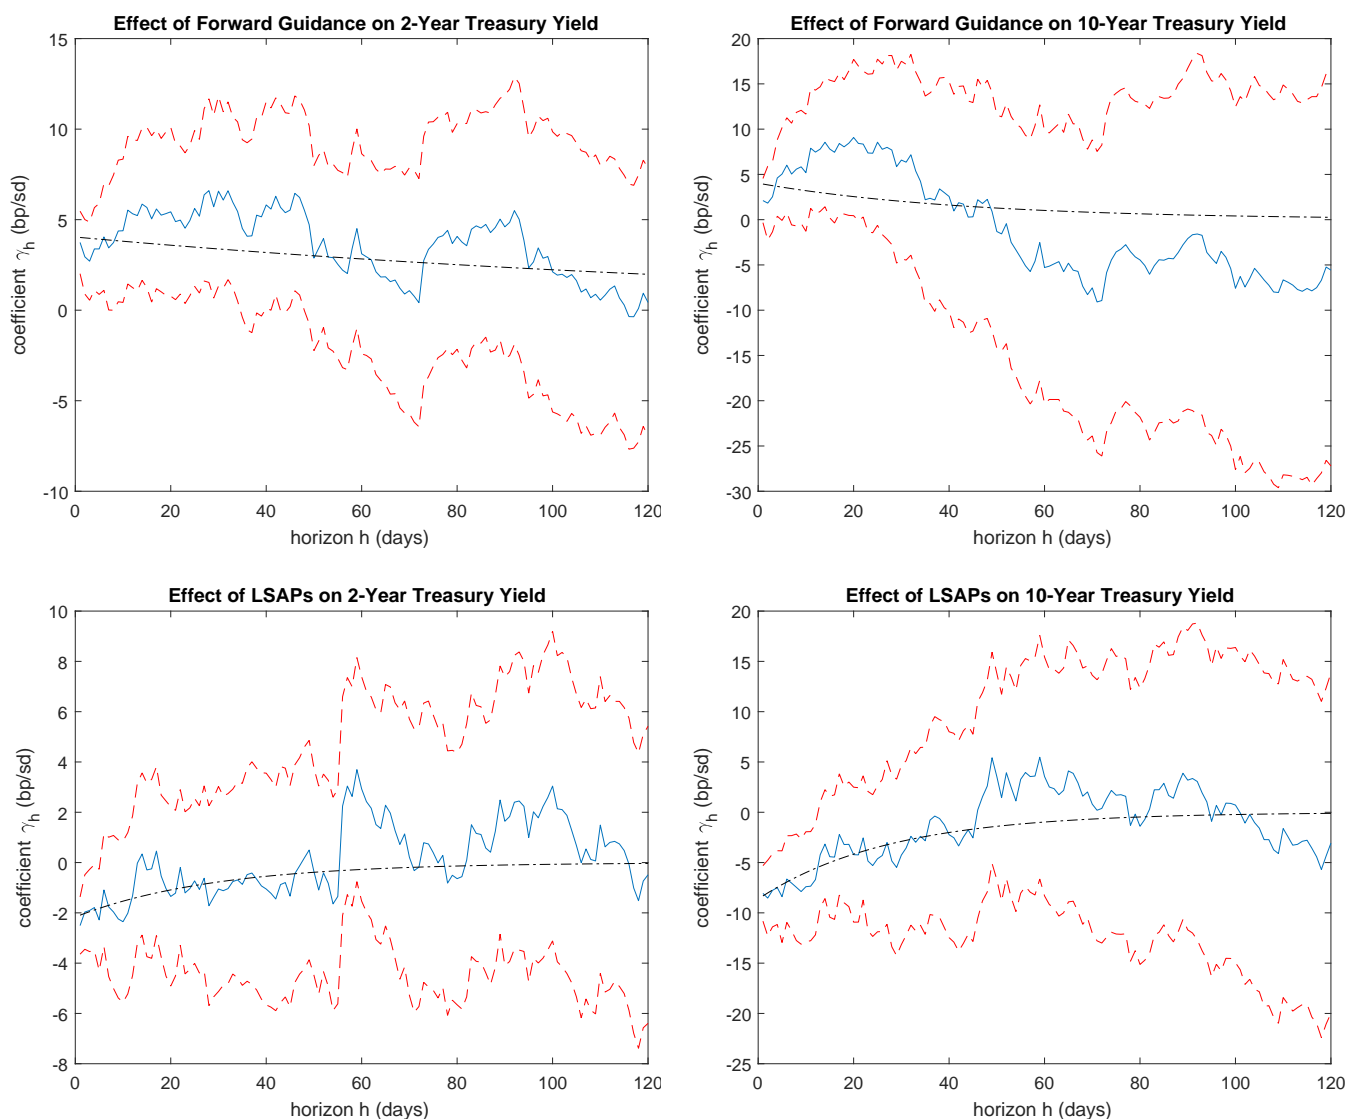 Effect of Forward Guidance on 2-Year Treasury Yield
15
10
5
0
-5
-10
coefficient γh (bp/sd)
0 20 40 60 80 100 120
horizon h (days)
Effect of Forward Guidance on 10-Year Treasury Yield
20
15
10
5
0
-5
-10
-15
-20
-25
-30
coefficient γh (bp/sd)
0 20 40 60 80 100 120
horizon h (days)
Effect of LSAPs on 2-Year Treasury Yield
10
8
6
4
2
0
-2
-4
-6
-8
coefficient γh (bp/sd)
0 20 40 60 80 100 120
horizon h (days)
Effect of LSAPs on 10-Year Treasury Yield
20
15
10
5
0
-5
-10
-15
-20
-25
coefficient γh (bp/sd)
0 20 40 60 80 100 120
horizon h (days)